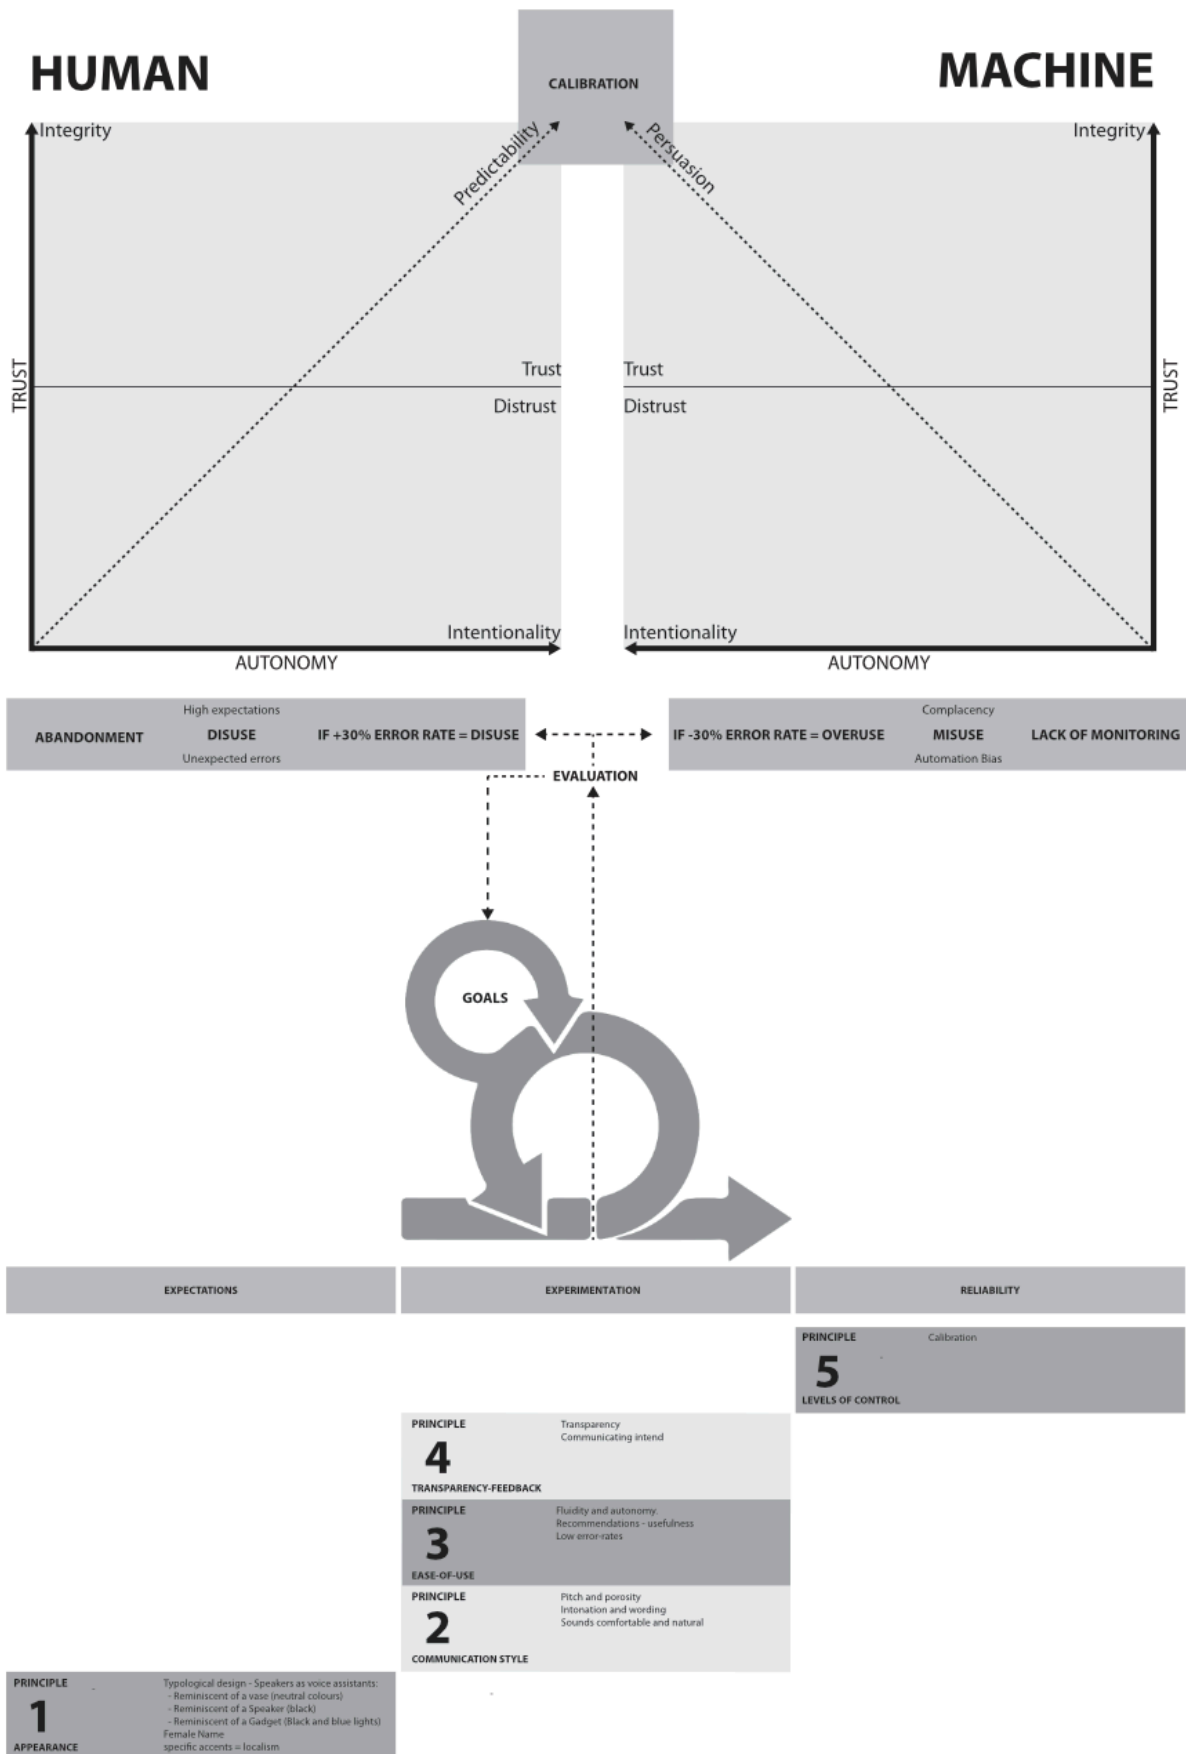 HUMAN
MACHINE
CALIBRATION
Integrity
Integrity
Predictability
Persuasion
TRUST
TRUST
Trust
Trust
Distrust
Distrust
Intentionality
Intentionality
AUTONOMY
AUTONOMY
High expectations
ABANDONMENT
DISUSE
IF +30% ERROR RATE = DISUSE
Unexpected errors
Complacency
IF -30% ERROR RATE = OVERUSE
MISUSE
LACK OF MONITORING
Automation Bias
EVALUATION
GOALS
EXPECTATIONS
EXPERIMENTATION
RELIABILITY
PRINCIPLE
5
LEVELS OF CONTROL
Calibration
PRINCIPLE
4
TRANSPARENCY-FEEDBACK
Transparency
Communicating intend
PRINCIPLE
3
EASE-OF-USE
Fluidity and autonomy.
Recommendations - usefulness
Low error-rates
PRINCIPLE
2
COMMUNICATION STYLE
Pitch and porosity
Intonation and wording
Sounds comfortable and natural
PRINCIPLE
1
APPEARANCE
Typological design - Speakers as voice assistants:
- Reminiscent of a vase (neutral colours)
- Reminiscent of a Speaker (black)
- Reminiscent of a Gadget (Black and blue lights)
Female Name
specific accents = localism